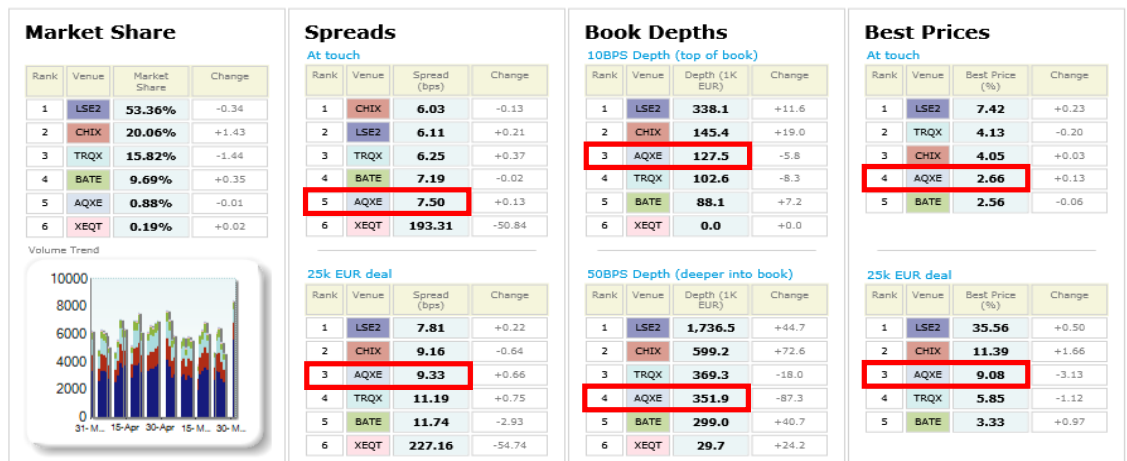 Market Share
Rank Venue Market Share Change
1 LSE2 53.36% -0.34
2 CHIX 20.06% +1.43
3 TRQX 15.82% -1.44
4 BATE 9.69% +0.35
5 AQXE 0.88% -0.01
6 XEQT 0.19% +0.02
Volume Trend
10000
8000
6000
4000
2000
0
31- M... 15-Apr 30-Apr 15- M... 30- M...
Spreads
At touch
Rank Venue Spread (bps) Change
1 CHIX 6.03 -0.13
2 LSE2 6.11 +0.21
3 TRQX 6.25 +0.37
4 BATE 7.19 -0.02
5 AQXE 7.50 +0.13
6 XEQT 193.31 -50.84
25k EUR deal
Rank Venue Spread (bps) Change
1 LSE2 7.81 +0.22
2 CHIX 9.16 -0.64
3 AQXE 9.33 +0.66
4 TRQX 11.19 +0.75
5 BATE 11.74 -2.93
6 XEQT 227.16 -54.74
Book Depths
10BPS Depth (top of book)
Rank Venue Depth (1K EUR) Change
1 LSE2 338.1 +11.6
2 CHIX 145.4 +19.0
3 AQXE 127.5 -5.8
4 TRQX 102.6 -8.3
5 BATE 88.1 +7.2
6 XEQT 0.0 +0.0
50BPS Depth (deeper into book)
Rank Venue Depth (1K EUR) Change
1 LSE2 1,736.5 +44.7
2 CHIX 599.2 +72.6
3 TRQX 369.3 -18.0
4 AQXE 351.9 -87.3
5 BATE 299.0 +40.7
6 XEQT 29.7 +24.2
Best Prices
At touch
Rank Venue Best Price (%) Change
1 LSE2 7.42 +0.23
2 TRQX 4.13 -0.20
3 CHIX 4.05 +0.03
4 AQXE 2.66 +0.13
5 BATE 2.56 -0.06
25k EUR deal
Rank Venue Best Price (%) Change
1 LSE2 35.56 +0.50
2 CHIX 11.39 +1.66
3 AQXE 9.08 -3.13
4 TRQX 5.85 -1.12
5 BATE 3.33 +0.97